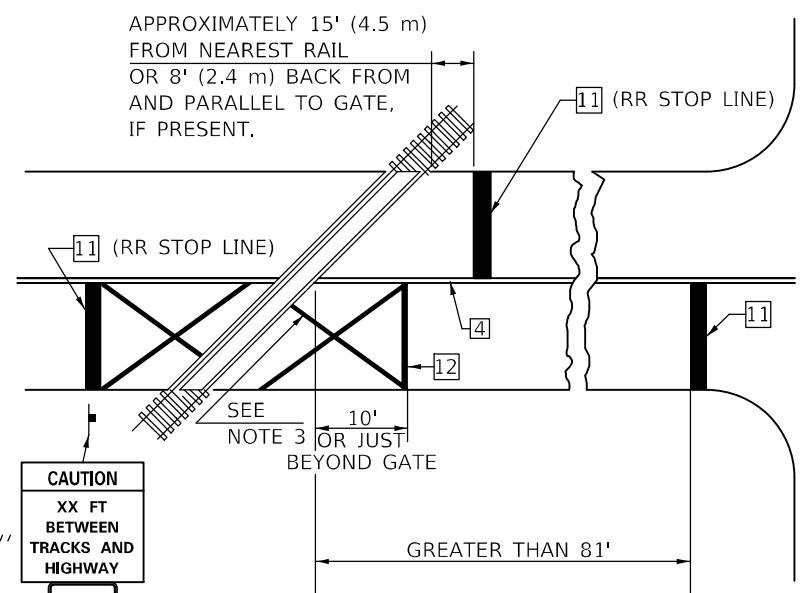 APPROXIMATELY 15' (4.5 m)
FROM NEAREST RAIL
OR 8' (2.4 m) BACK FROM
AND PARALLEL TO GATE,
IF PRESENT.
11 (RR STOP LINE)
11 (RR STOP LINE)
4
11
12
SEE
NOTE 3
10'
OR JUST
BEYOND GATE
CAUTION
XX FT
BETWEEN
TRACKS AND
HIGHWAY
"
GREATER THAN 81'